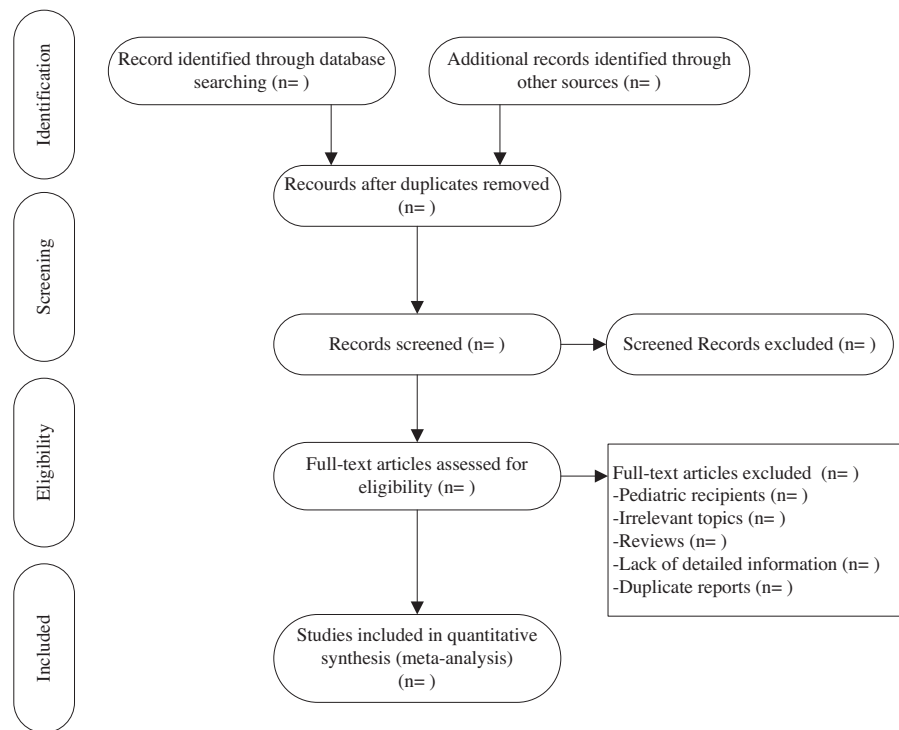 Identification
Record identified through database
searching (n= )
Additional records identified through
other sources (n= )
Recourds after duplicates removed
(n= )
Screening
Records screened (n= )
Screened Records excluded (n= )
Eligibility
Full-text articles assessed for
eligibility (n= )
Full-text articles excluded (n= )
-Pediatric recipients (n= )
-Irrelevant topics (n= )
-Reviews (n= )
-Lack of detailed information (n= )
-Duplicate reports (n= )
Included
Studies included in quantitative
synthesis (meta-analysis)
(n= )